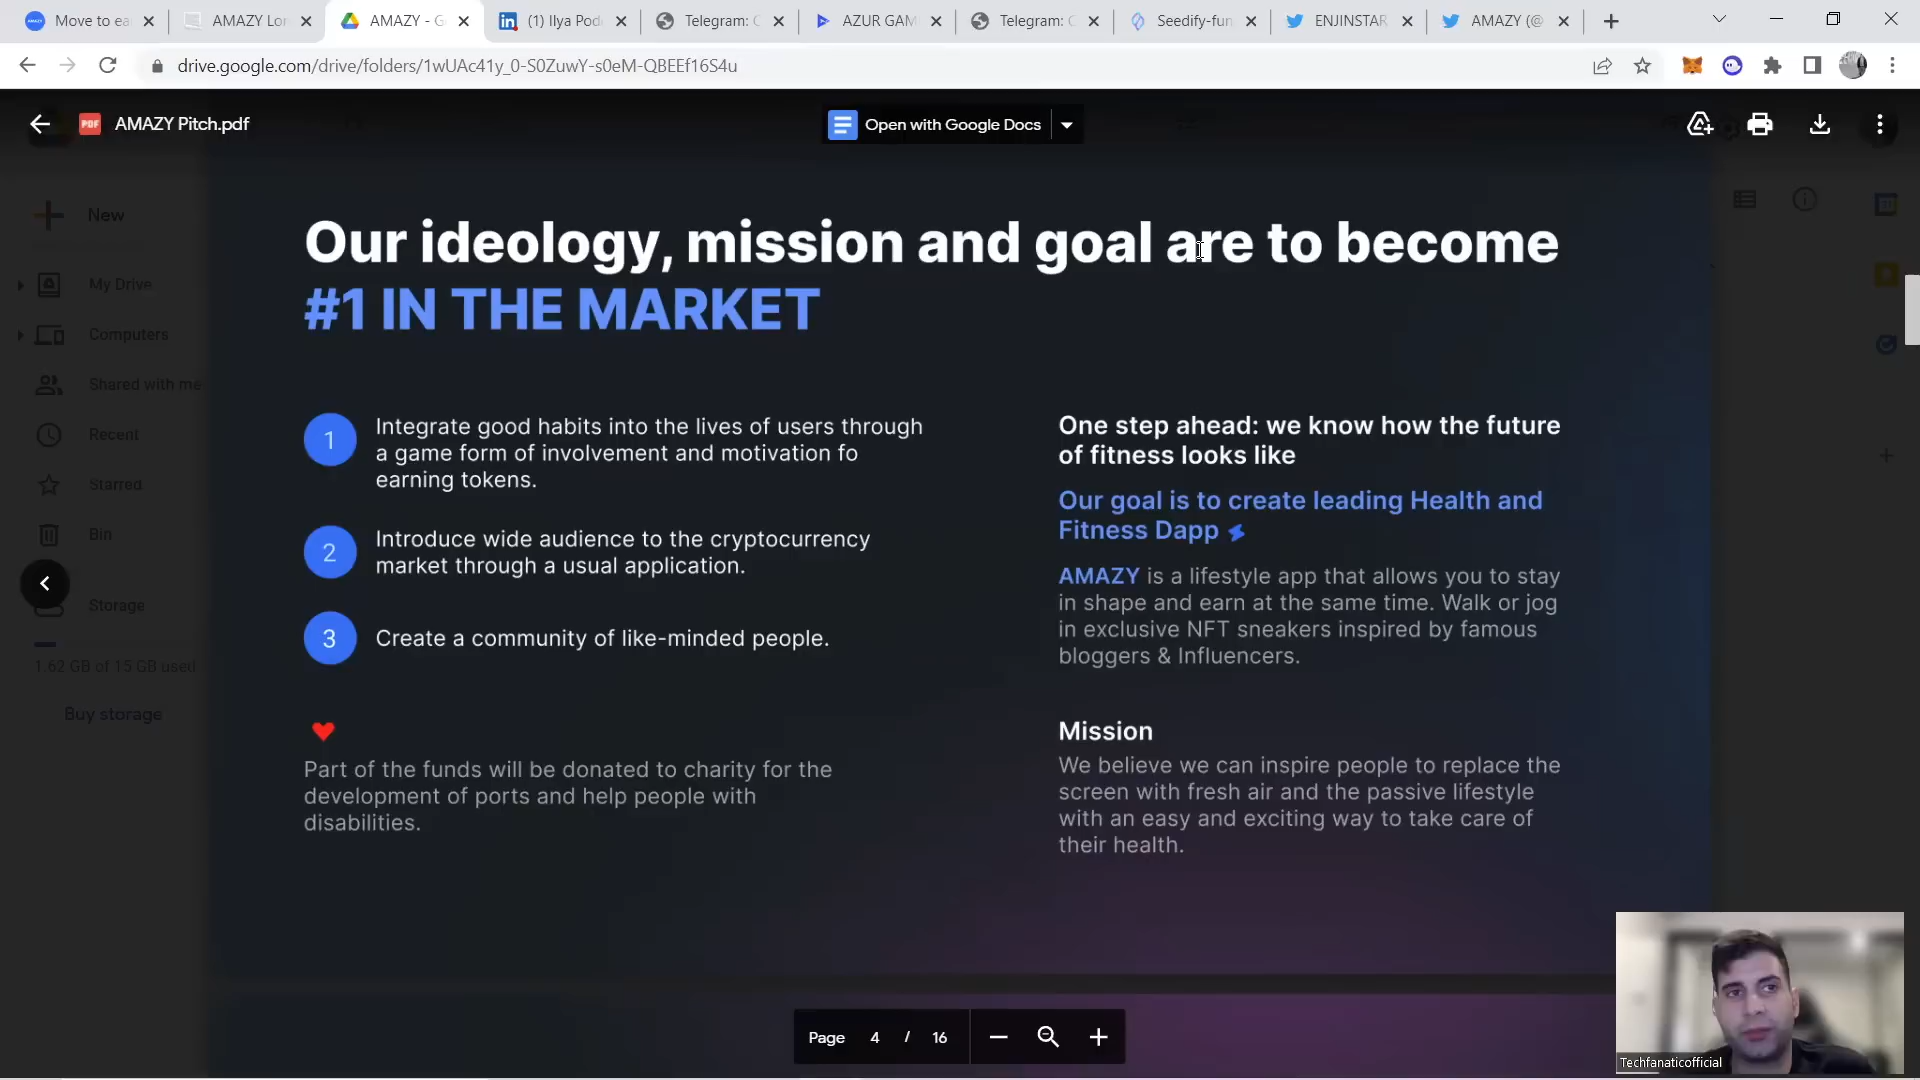 Move to ea
AMAZY Lor
AMAZY - G
(1) Ilya Pod
Telegram: C
AZUR GAM
Telegram: C
Seedify-fun
ENJINSTAR
AMAZY (@
drive.google.com/drive/folders/1wUAc41y_0-S0ZuwY-s0eM-QBEEf16S4u
PDF
AMAZY Pitch.pdf
Open with Google Docs
New
My Drive
Computers
Shared with me
Recent
Starred
Bin
Storage
1.62 GB of 15 GB used
Buy storage
Our ideology, mission and goal are to become
#1 IN THE MARKET
1
Integrate good habits into the lives of users through
a game form of involvement and motivation fo
earning tokens.
2
Introduce wide audience to the cryptocurrency
market through a usual application.
3
Create a community of like-minded people.
Part of the funds will be donated to charity for the
development of ports and help people with
disabilities.
One step ahead: we know how the future
of fitness looks like
Our goal is to create leading Health and
Fitness Dapp
AMAZY is a lifestyle app that allows you to stay
in shape and earn at the same time. Walk or jog
in exclusive NFT sneakers inspired by famous
bloggers & Influencers.
Mission
We believe we can inspire people to replace the
screen with fresh air and the passive lifestyle
with an easy and exciting way to take care of
their health.
Page 4 / 16
Techfanaticofficial